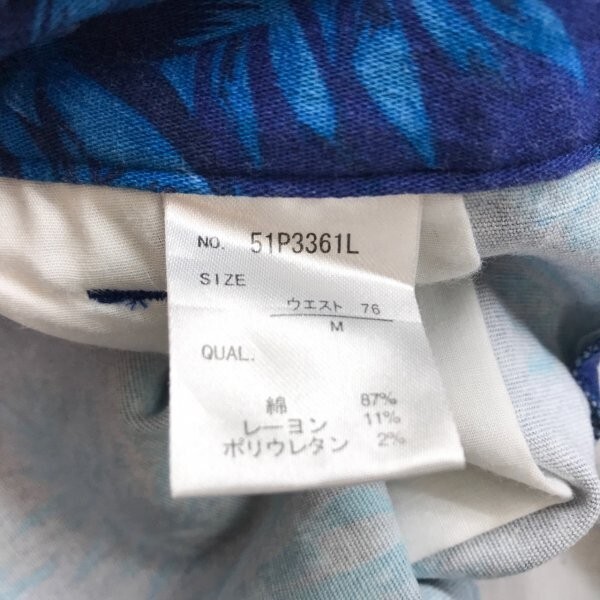 NO. 51P3361L
SIZE
ウエスト 76
M
QUAL.
綿 87%
レーヨン 11%
ポリウレタン 2%